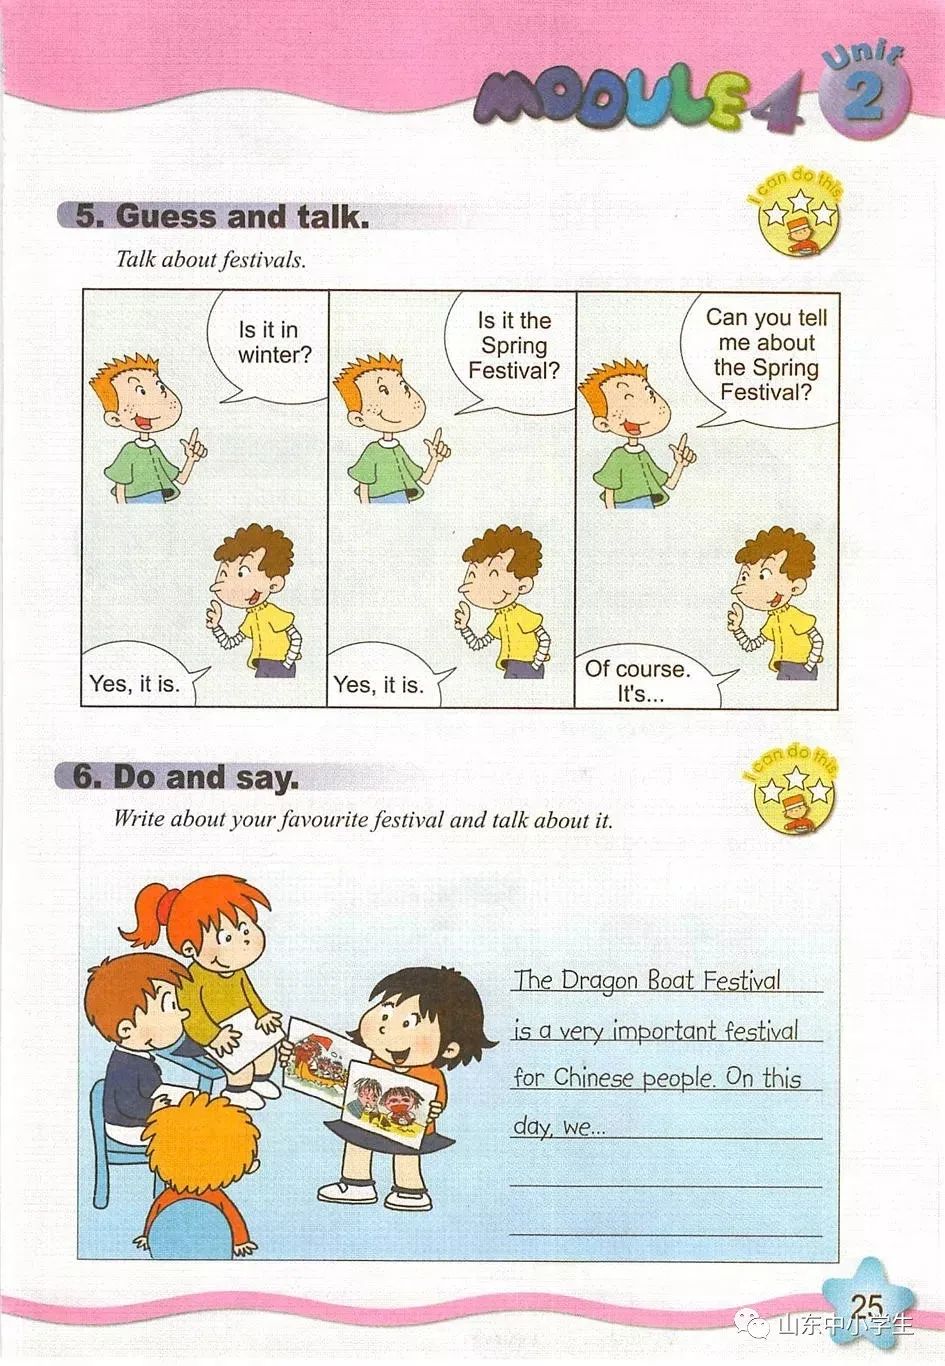 MODULE 4
Unit
2
I can do this.
5. Guess and talk.
Talk about festivals.
Is it in
winter?
Yes, it is.
Is it the
Spring
Festival?
Yes, it is.
Can you tell
me about
the Spring
Festival?
Of course.
It's...
I can do this.
6. Do and say.
Write about your favourite festival and talk about it.
The Dragon Boat Festival
is a very important festival
for Chinese people. On this
day, we...
25
山东中小学生